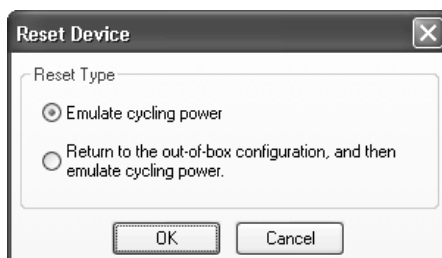 Reset Device
Reset Type
Emulate cycling power
Return to the out-of-box configuration, and then
emulate cycling power.
OK
Cancel